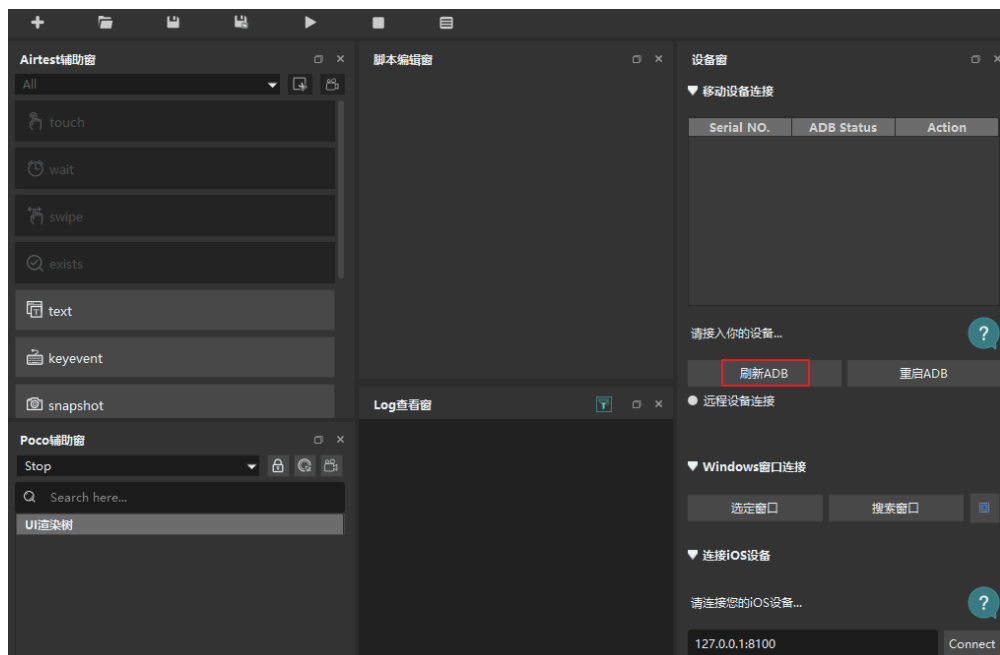 Airtest辅助窗
All
touch
wait
swipe
exists
text
keyevent
snapshot
Poco辅助窗
Stop
Search here...
UI渲染树
脚本编辑窗
Log查看窗
设备窗
移动设备连接
Serial NO. ADB Status Action
请接入你的设备...
?
刷新ADB 重启ADB
远程设备连接
Windows窗口连接
选定窗口 搜索窗口
连接iOS设备
请连接您的iOS设备...
?
127.0.0.1:8100 Connect